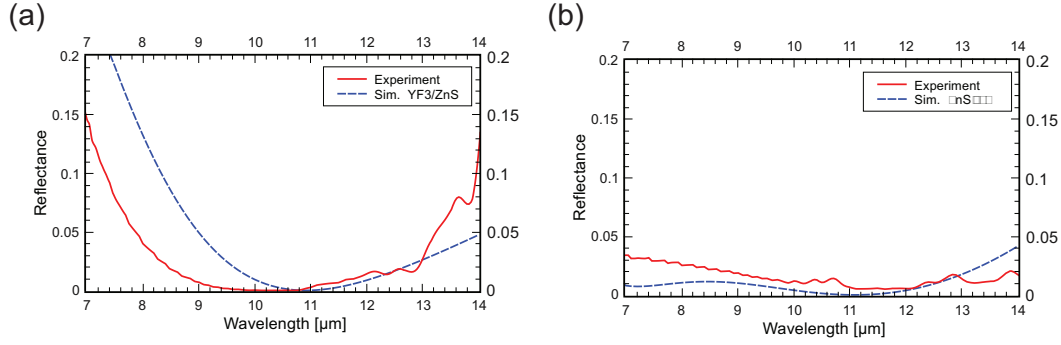 (a)
7 8 9 10 11 12 13 14
0.2 0.2
Experiment
Sim. YF3/ZnS
0.15 0.15
Reflectance
0.1 0.1
0.05 0.05
0 0
7 8 9 10 11 12 13 14
Wavelength [µm]
(b)
7 8 9 10 11 12 13 14
0.2 0.2
Experiment
Sim. □nS□□□
0.15 0.15
Reflectance
0.1 0.1
0.05 0.05
0 0
7 8 9 10 11 12 13 14
Wavelength [µm]